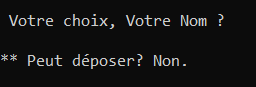 Votre choix, Votre Nom ?
** Peut déposer? Non.